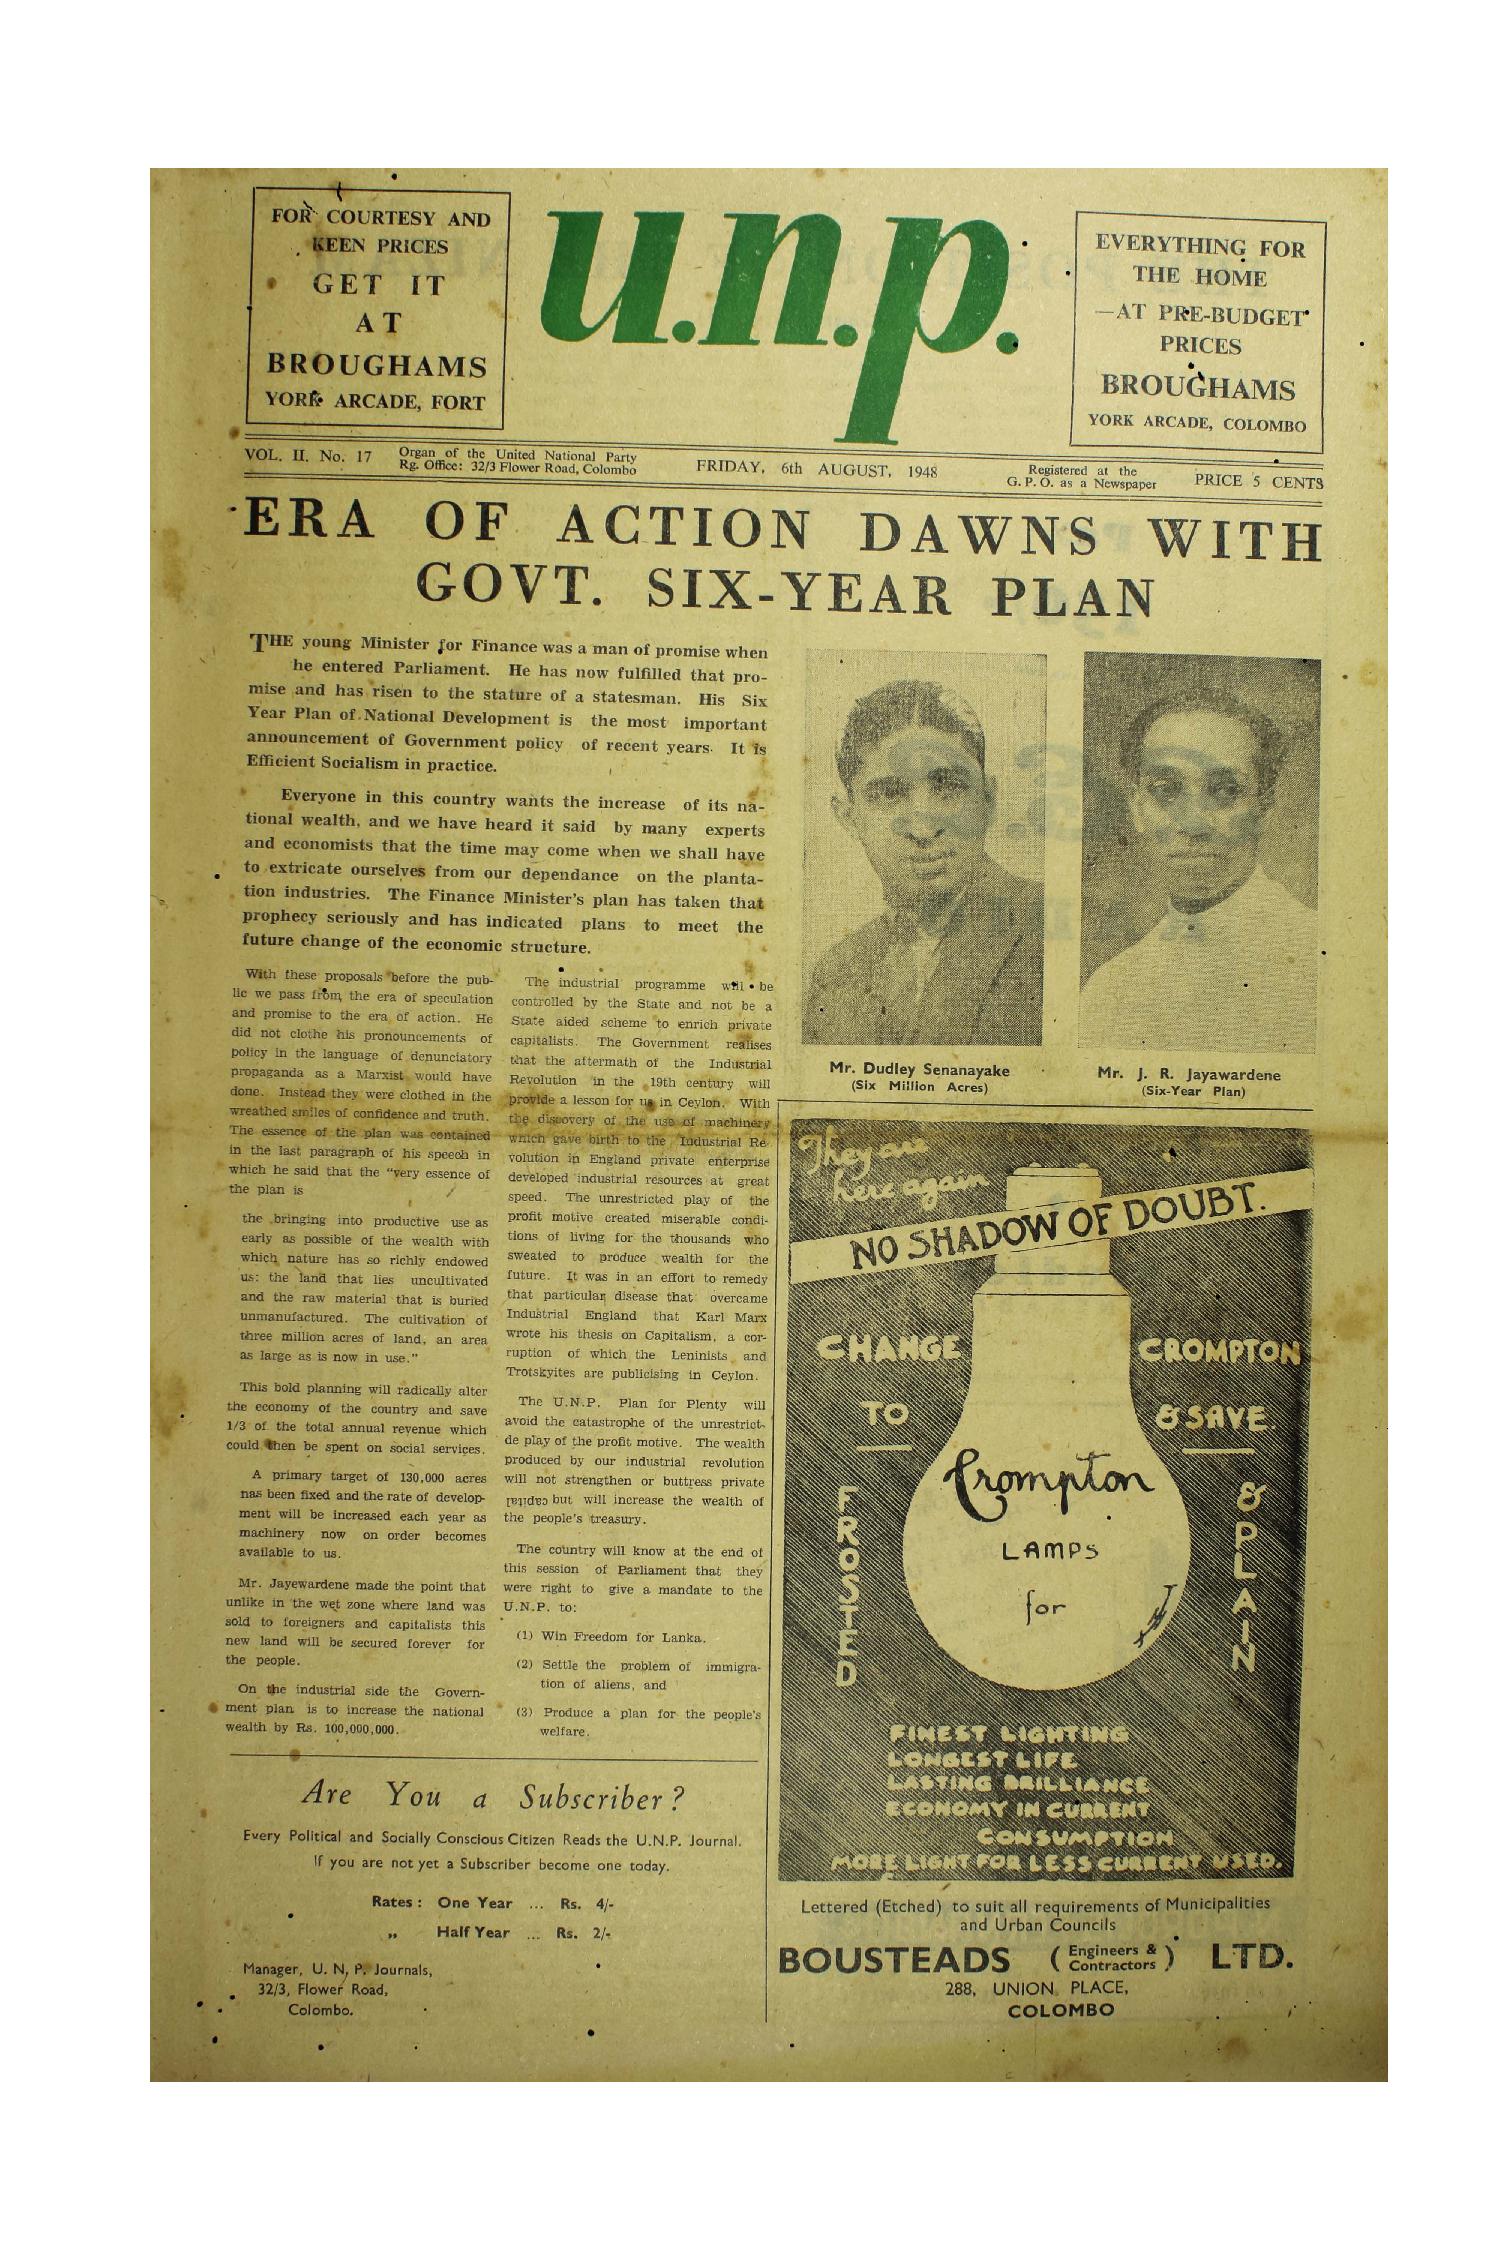 FOR COURTESY AND
KEEN PRICES
GET IT
AT
BROUGHAMS
YORK ARCADE, FORT
u.n.p.
EVERYTHING FOR
THE HOME
—AT PRE-BUDGET
PRICES
BROUGHAMS
YORK ARCADE, COLOMBO
VOL. II. No. 17
Organ of the United National Party
Rg. Office: 32/3 Flower Road, Colombo
FRIDAY, 6th AUGUST, 1948
Registered at the
G. P. O. as a Newspaper
PRICE 5 CENTS
ERA OF ACTION DAWNS WITH
GOVT. SIX-YEAR PLAN
THE young Minister for Finance was a man of promise when
he entered Parliament. He has now fulfilled that pro-
mise and has risen to the stature of a statesman. His Six
Year Plan of National Development is the most important
announcement of Government policy of recent years. It is
Efficient Socialism in practice.
Everyone in this country wants the increase of its na-
tional wealth, and we have heard it said by many experts
and economists that the time may come when we shall have
to extricate ourselves from our dependance on the planta-
tion industries. The Finance Minister's plan has taken that
prophecy seriously and has indicated plans to meet the
future change of the economic structure.
With these proposals before the pub-
lic we pass from the era of speculation
and promise to the era of action. He
did not clothe his pronouncements of
policy in the language of denunciatory
propaganda as a Marxist would have
done. Instead they were clothed in the
wreathed smiles of confidence and truth.
The essence of the plan was contained
in the last paragraph of his speech in
which he said that the "very essence of
the plan is
the bringing into productive use as
early as possible of the wealth with
which nature has so richly endowed
us: the land that lies uncultivated
and the raw material that is buried
unmanufactured. The cultivation of
three million acres of land, an area
as large as is now in use."
This bold planning will radically alter
the economy of the country and save
1/3 of the total annual revenue which
could then be spent on social services.
A primary target of 130,000 acres
has been fixed and the rate of develop-
ment will be increased each year as
machinery now on order becomes
available to us.
Mr. Jayewardene made the point that
unlike in the wet zone where land was
sold to foreigners and capitalists this
new land will be secured forever for
the people.
On the industrial side the Govern-
ment plan is to increase the national
wealth by Rs. 100,000,000.
The industrial programme will be
controlled by the State and not be a
State aided scheme to enrich private
capitalists. The Government realises
that the aftermath of the Industrial
Revolution in the 19th century will
provide a lesson for us in Ceylon. With
the discovery of the use of machinery
which gave birth to the Industrial Re-
volution in England private enterprise
developed industrial resources at great
speed. The unrestricted play of the
profit motive created miserable condi-
tions of living for the thousands who
sweated to produce wealth for the
future. It was in an effort to remedy
that particular disease that overcame
Industrial England that Karl Marx
wrote his thesis on Capitalism, a cor-
ruption of which the Leninists and
Trotskyites are publicising in Ceylon.
The U.N.P. Plan for Plenty will
avoid the catastrophe of the unrestrict-
de play of the profit motive. The wealth
produced by our industrial revolution
will not strengthen or buttress private
capital but will increase the wealth of
the people's treasury.
The country will know at the end of
this session of Parliament that they
were right to give a mandate to the
U.N.P. to:
(1) Win Freedom for Lanka.
(2) Settle the problem of immigra-
tion of aliens, and
(3) Produce a plan for the people's
welfare.
Mr. Dudley Senanayake
(Six Million Acres)
Mr. J. R. Jayawardene
(Six-Year Plan)
They are
here again
NO SHADOW OF DOUBT.
CHANGE
TO
CROMPTON
& SAVE.
Crompton
LAMPS
for
FROSTED
& PLAIN
FINEST LIGHTING
LONGEST LIFE
LASTING BRILLIANCE
ECONOMY IN CURRENT
CONSUMPTION
MORE LIGHT FOR LESS CURRENT USED.
Lettered (Etched) to suit all requirements of Municipalities
and Urban Councils
BOUSTEADS (Engineers & Contractors) LTD.
288, UNION PLACE,
COLOMBO
Are You a Subscriber?
Every Political and Socially Conscious Citizen Reads the U.N.P. Journal.
If you are not yet a Subscriber become one today.
Rates: One Year ... Rs. 4/-
„ Half Year ... Rs. 2/-
Manager, U. N. P. Journals,
32/3, Flower Road,
Colombo.